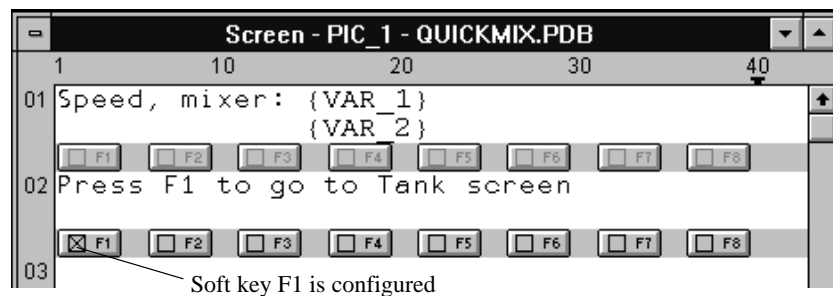 Screen - PIC_1 - QUICKMIX.PDB
1 10 20 30 40
01 Speed, mixer: {VAR_1}
{VAR_2}
F1 F2 F3 F4 F5 F6 F7 F8
02 Press F1 to go to Tank screen
F1 F2 F3 F4 F5 F6 F7 F8
03
Soft key F1 is configured